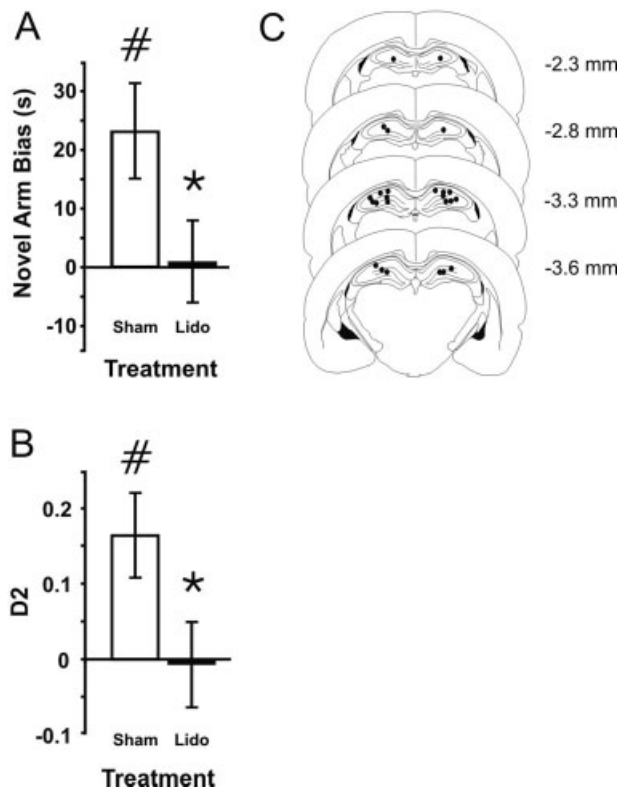 A
#
30
20
10
0
-10
Novel Arm Bias (s)
*
Sham Lido
Treatment
C
-2.3 mm
-2.8 mm
-3.3 mm
-3.6 mm
B
#
0.2
0.1
0
-0.1
D2
*
Sham Lido
Treatment